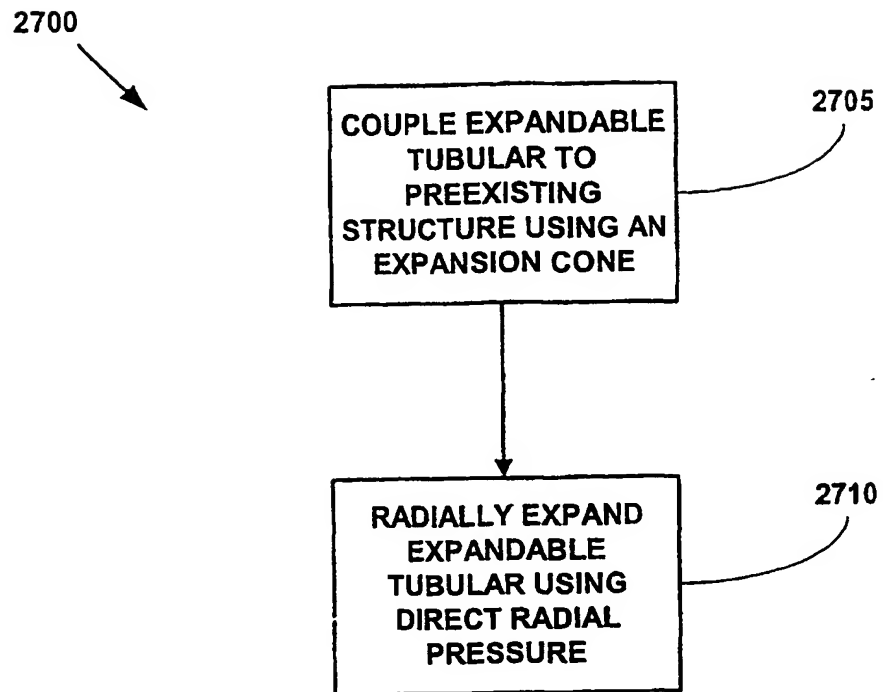 2700
2705
COUPLE EXPANDABLE
TUBULAR TO
PREEXISTING
STRUCTURE USING AN
EXPANSION CONE
2710
RADIALLY EXPAND
EXPANDABLE
TUBULAR USING
DIRECT RADIAL
PRESSURE